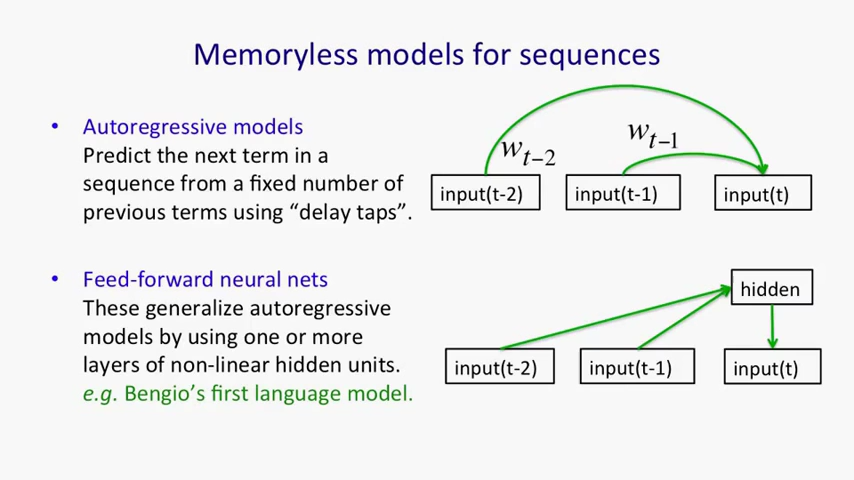 Memoryless models for sequences
• Autoregressive models
Predict the next term in a
sequence from a fixed number of
previous terms using “delay taps”.
w_{t−2}
w_{t−1}
input(t-2)
input(t-1)
input(t)
• Feed-forward neural nets
These generalize autoregressive
models by using one or more
layers of non-linear hidden units.
e.g. Bengio’s first language model.
hidden
input(t-2)
input(t-1)
input(t)